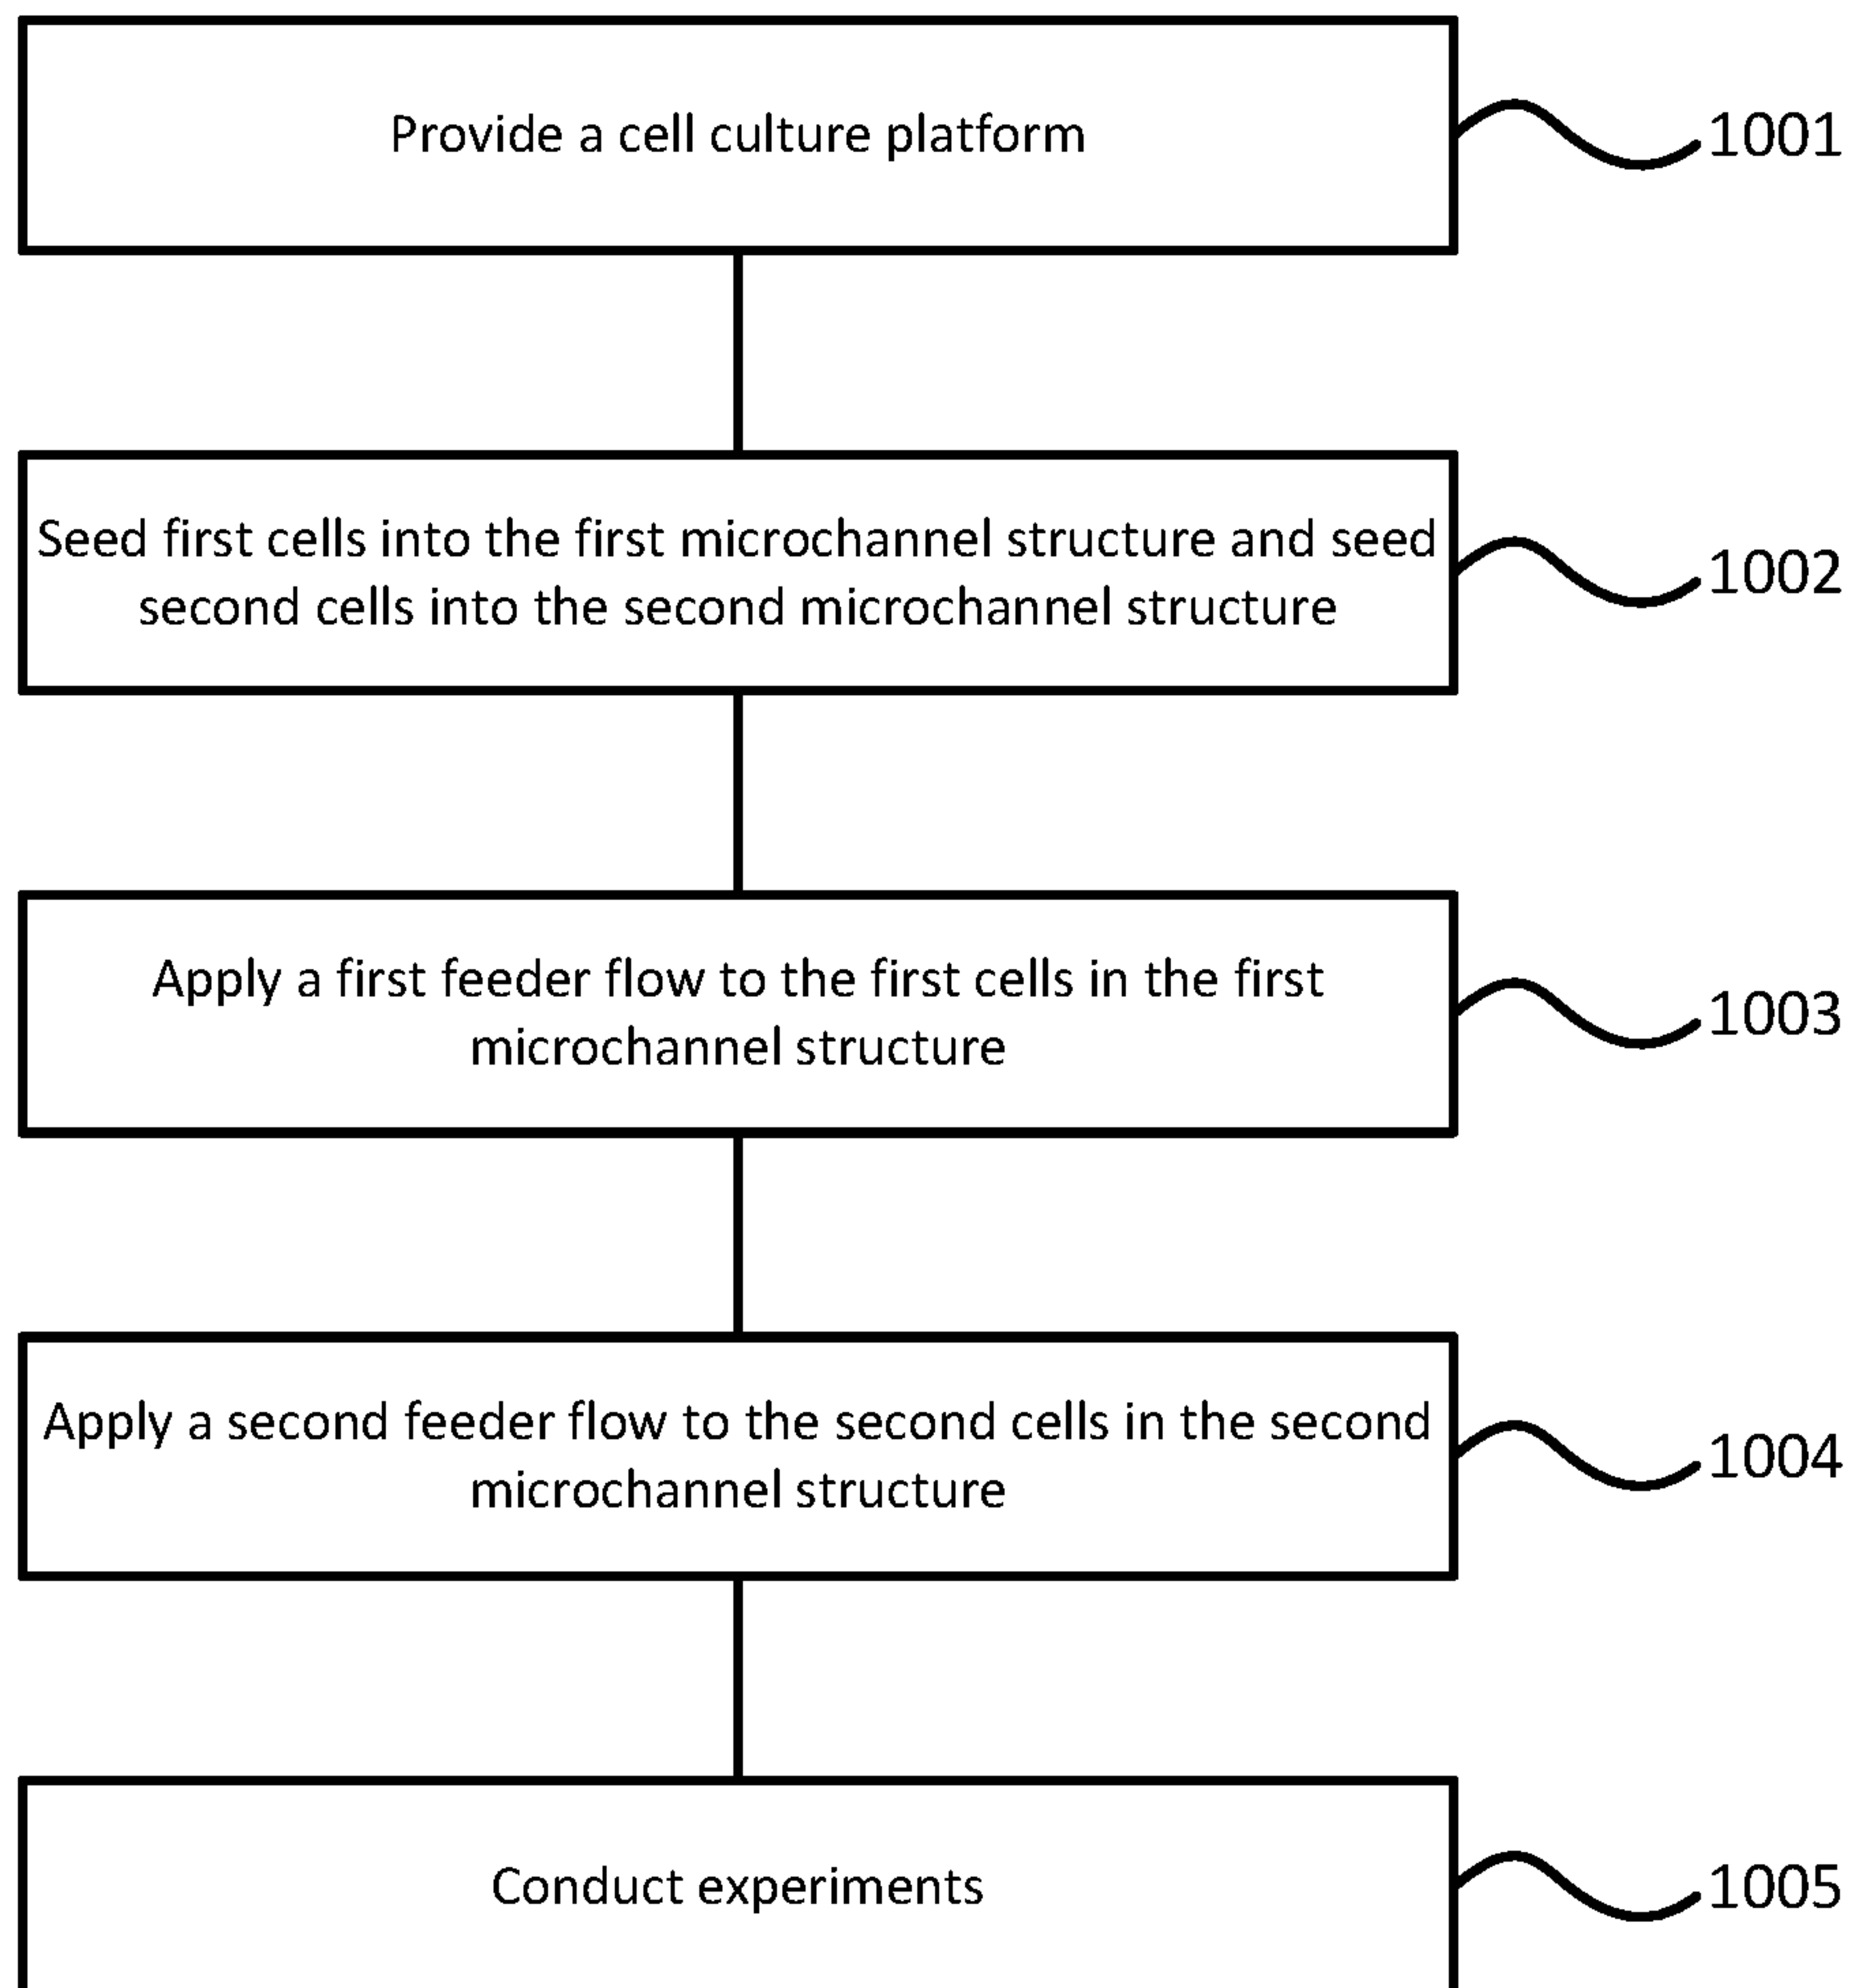 Provide a cell culture platform
1001
Seed first cells into the first microchannel structure and seed
second cells into the second microchannel structure
1002
Apply a first feeder flow to the first cells in the first
microchannel structure
1003
Apply a second feeder flow to the second cells in the second
microchannel structure
1004
Conduct experiments
1005